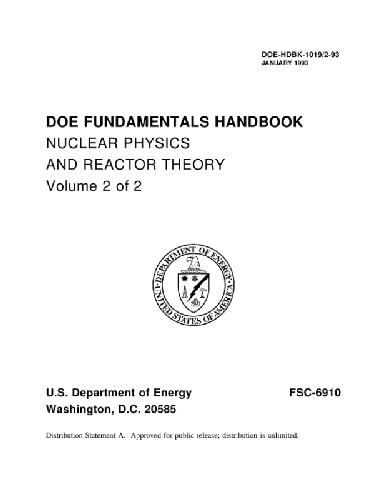 DOE-HDBK-1019/2-93
JANUARY 1993
DOE FUNDAMENTALS HANDBOOK
NUCLEAR PHYSICS
AND REACTOR THEORY
Volume 2 of 2
DEPARTMENT OF ENERGY
UNITED STATES OF AMERICA
U.S. Department of Energy FSC-6910
Washington, D.C. 20585
Distribution Statement A. Approved for public release; distribution is unlimited.